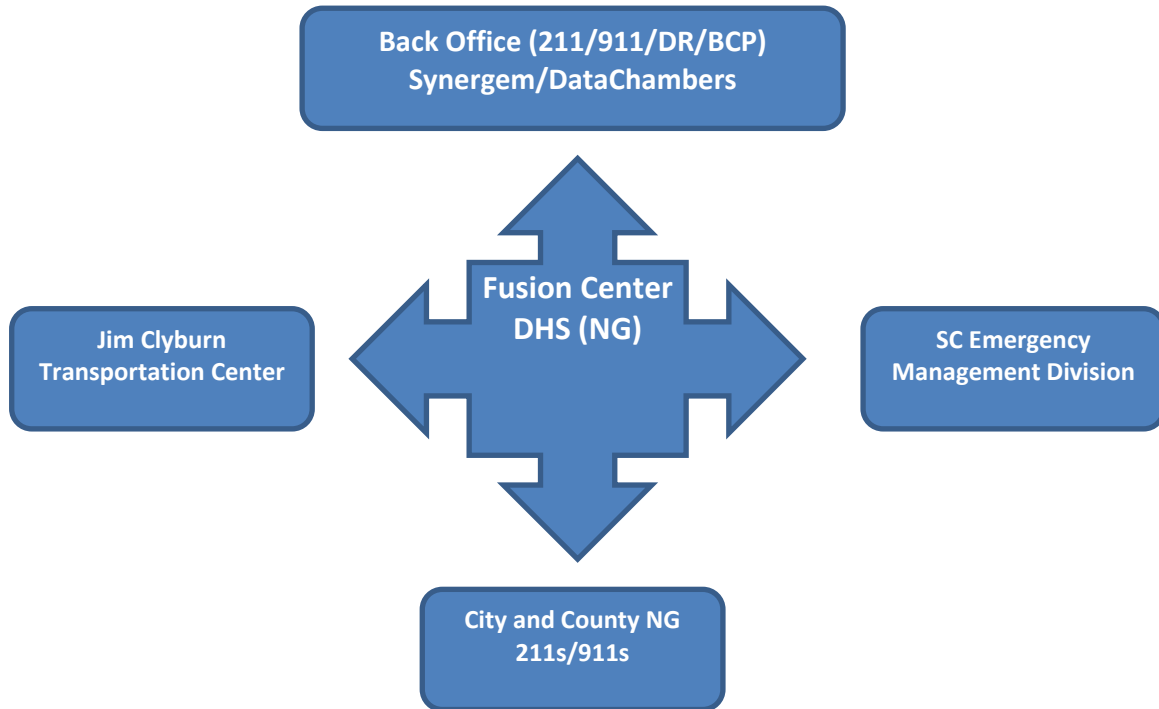 Back Office (211/911/DR/BCP)
Synergem/DataChambers
Fusion Center
DHS (NG)
Jim Clyburn
Transportation Center
SC Emergency
Management Division
City and County NG
211s/911s